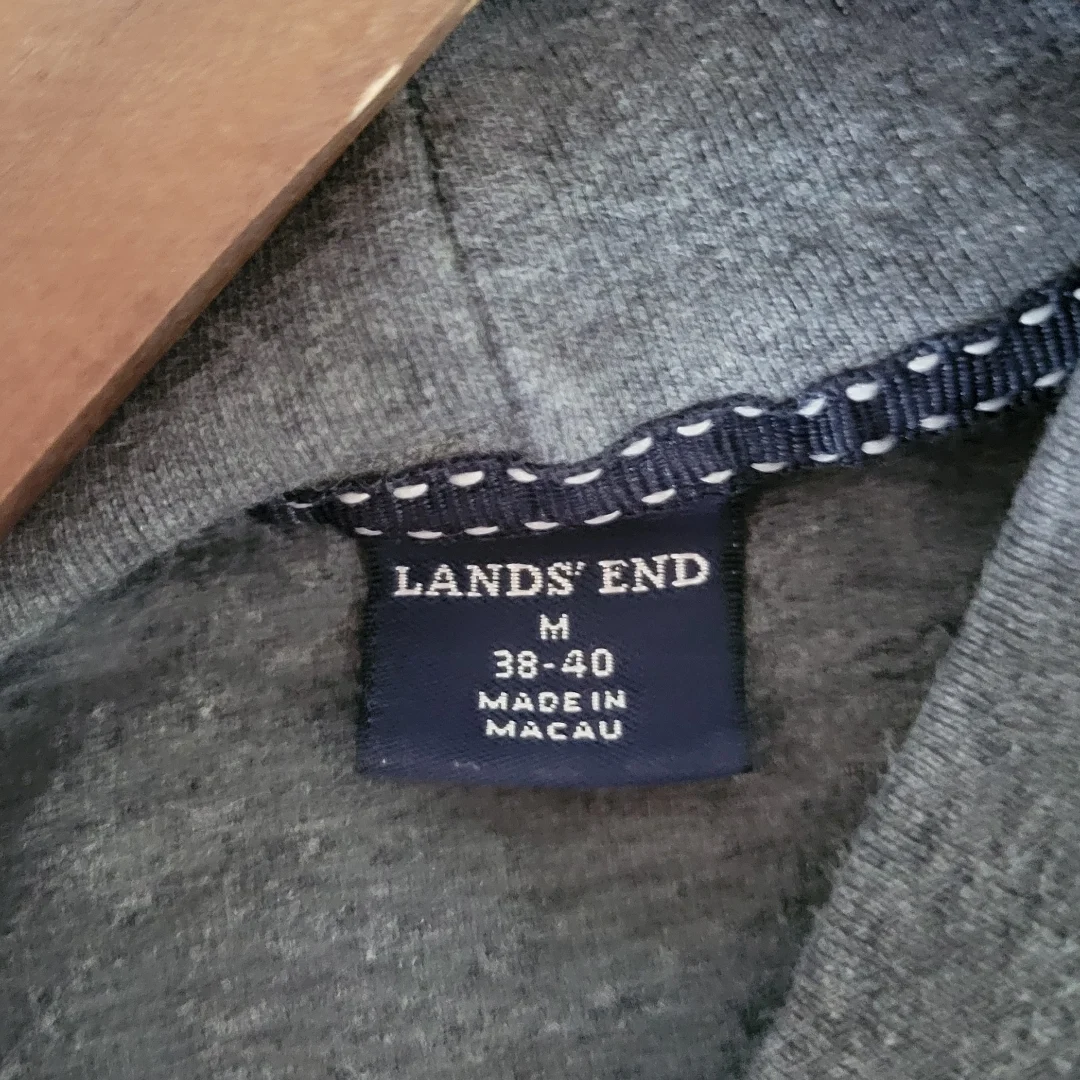 LANDS' END
M
38-40
MADE IN
MACAU